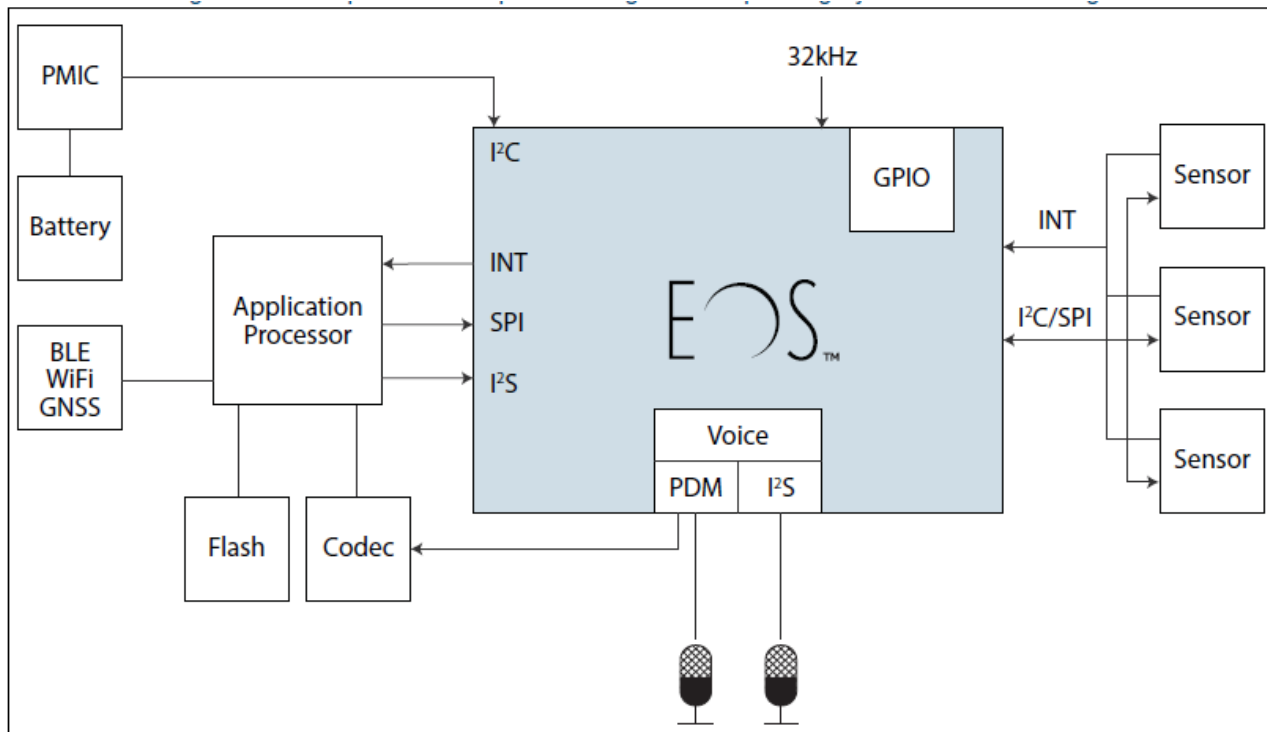 PMIC
32kHz
I²C
GPIO
Sensor
Battery
INT
INT
Application
Processor
SPI
I²C/SPI
Sensor
EOS™
BLE
WiFi
GNSS
I²S
Voice
Sensor
PDM
I²S
Flash
Codec